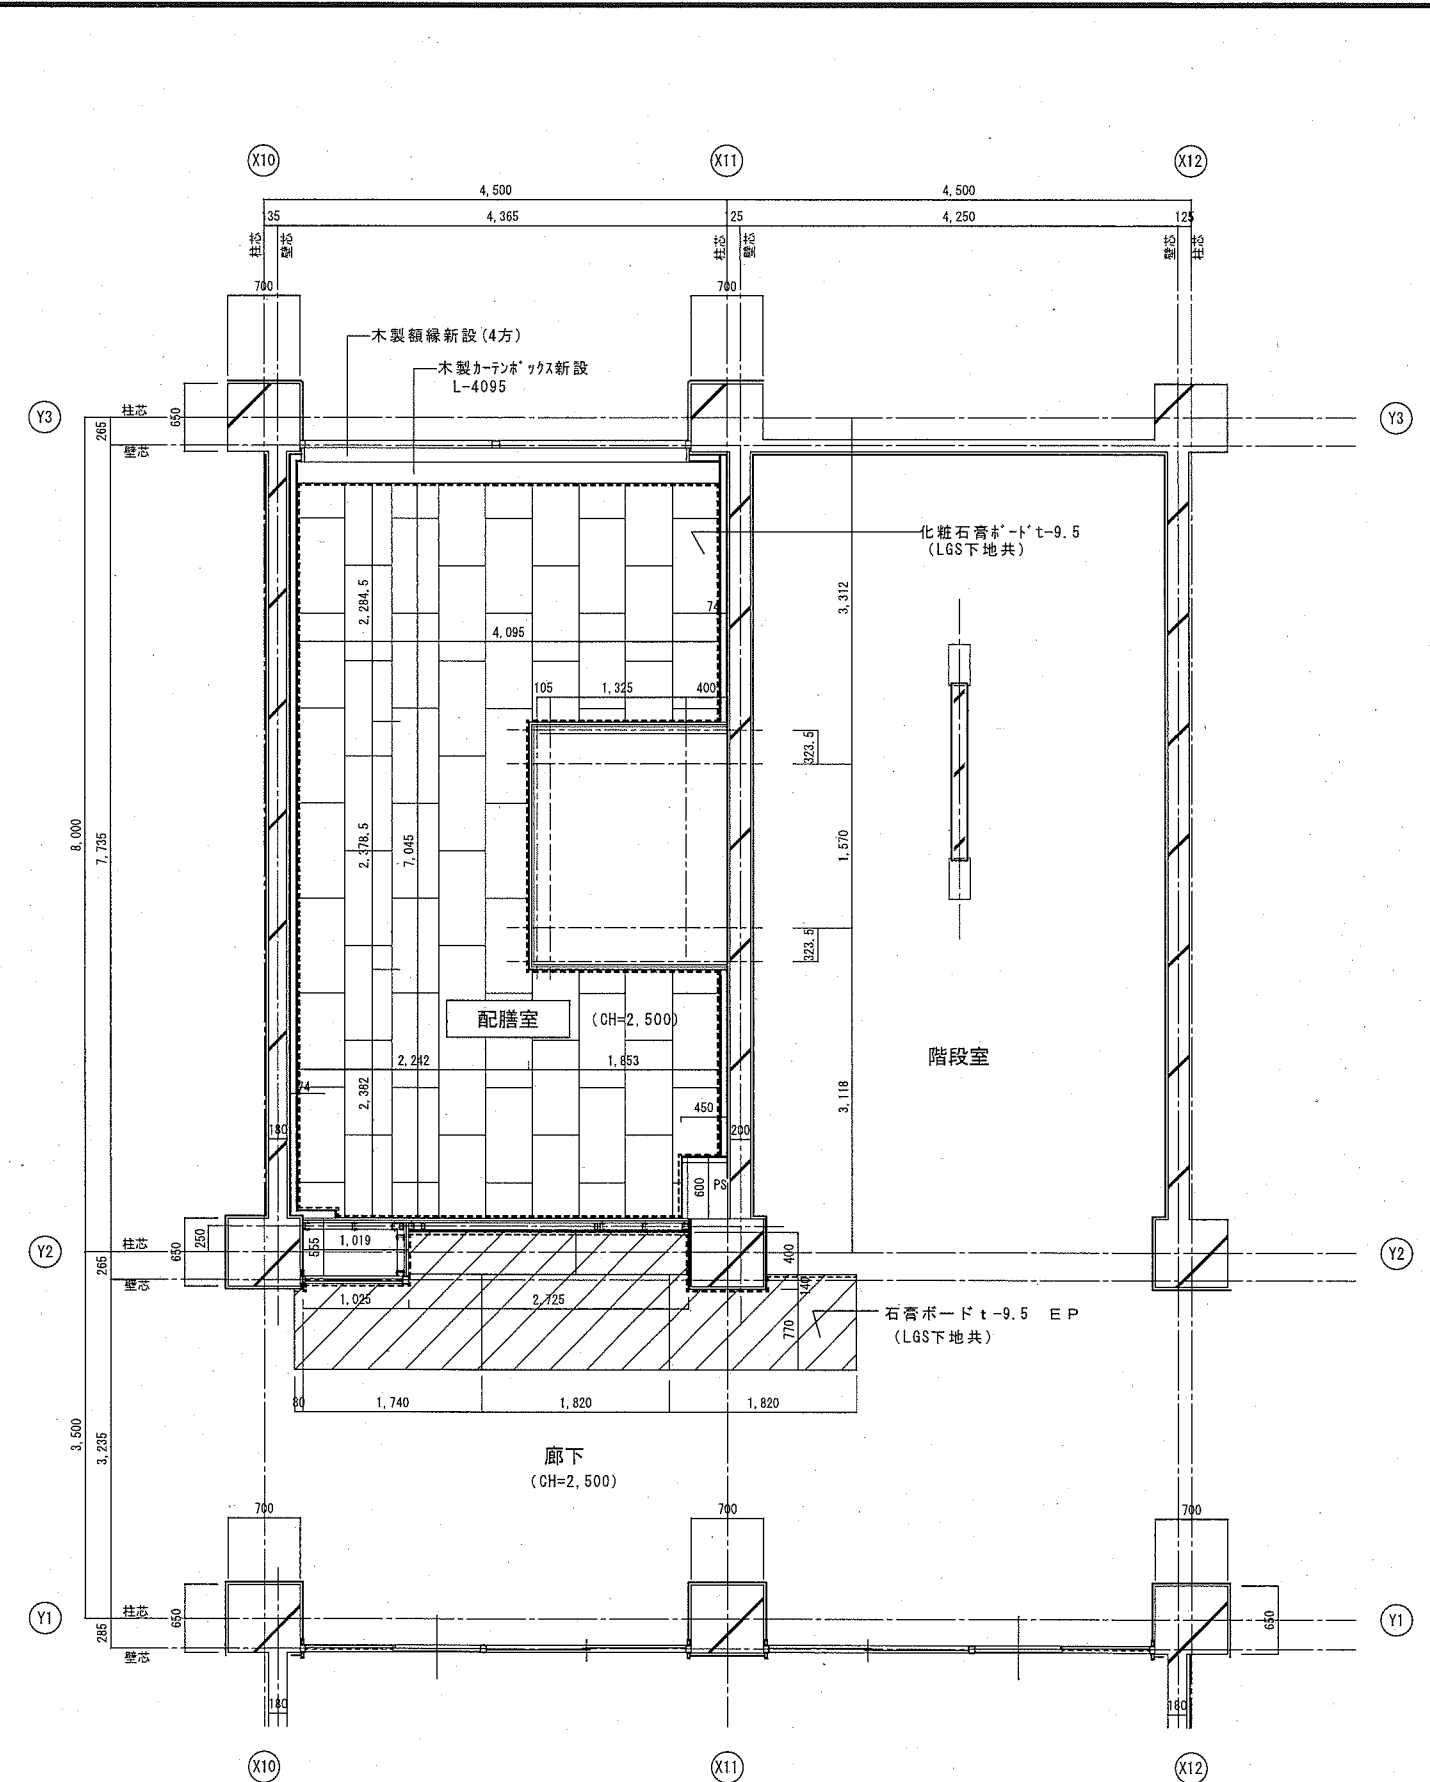 X10
X11
X12
4,500
4,500
135
4,365
125
4,250
125
柱芯
壁芯
柱芯
壁芯
壁芯
柱芯
700
700
木製額縁新設(4方)
木製カーテンボックス新設
L-4095
Y3
柱芯
650
265
壁芯
Y3
化粧石膏ボードt-9.5
(LGS下地共)
2,284.5
3,312
74
4,095
105
1,325
400
323.5
8,000
7,735
2,378.5
7,045
1,570
323.5
配膳室
(CH=2,500)
階段室
2,242
1,853
74
2,382
3,118
450
180
200
600
PS
Y2
柱芯
650
250
265
壁芯
555
1,019
400
140
Y2
1,025
2,725
770
石膏ボードt-9.5 EP
(LGS下地共)
80
1,740
1,820
1,820
3,500
3,235
廊下
(CH=2,500)
700
700
700
Y1
柱芯
650
285
壁芯
650
Y1
180
180
X10
X11
X12